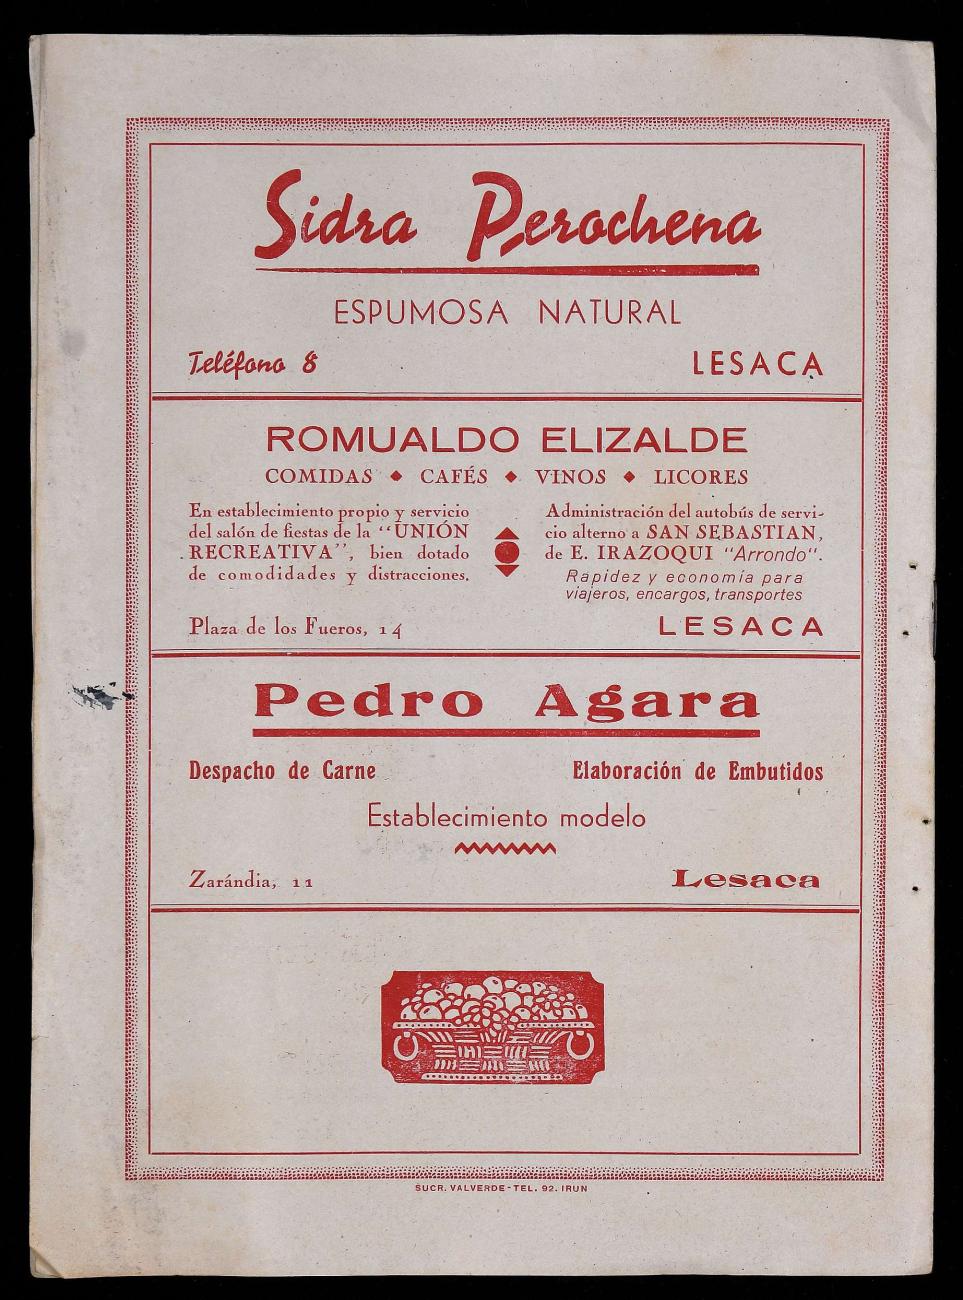 Sidra Perochena
ESPUMOSA NATURAL
Teléfono 8
LESACA
ROMUALDO ELIZALDE
COMIDAS ◆ CAFÉS ◆ VINOS ◆ LICORES
En establecimiento propio y servicio
del salón de fiestas de la "UNIÓN
RECREATIVA", bien dotado
de comodidades y distracciones.
Administración del autobús de servi-
cio alterno a SAN SEBASTIAN,
de E. IRAZOQUI "Arrondo".
Rapidez y economía para
viajeros, encargos, transportes
Plaza de los Fueros, 14
LESACA
Pedro Agara
Despacho de Carne
Elaboración de Embutidos
Establecimiento modelo
Zarándia, 11
Lesaca
SUCR. VALVERDE-TEL. 92. IRUN